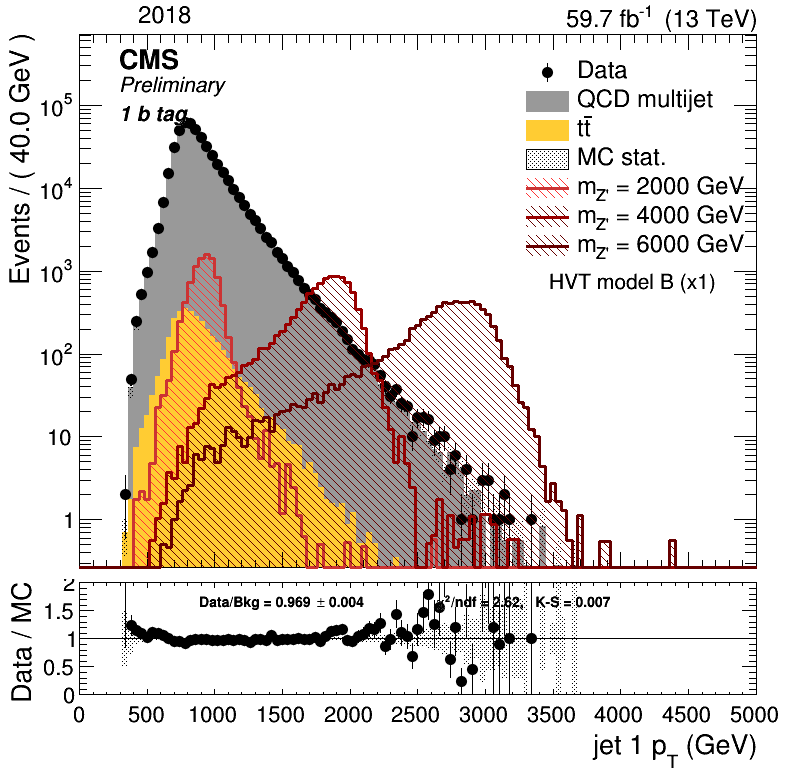 2018
59.7 fb⁻¹ (13 TeV)
CMS
Preliminary
1 b tag
Data
QCD multijet
tt̄
MC stat.
m_Z' = 2000 GeV
m_Z' = 4000 GeV
m_Z' = 6000 GeV
HVT model B (x1)
Events / ( 40.0 GeV )
10⁵
10⁴
10³
10²
10
1
Data/Bkg = 0.969 ± 0.004
²/ndf = 2.62, K-S = 0.007
Data / MC
2
1.5
1
0.5
0
0 500 1000 1500 2000 2500 3000 3500 4000 4500 5000
jet 1 p_T (GeV)